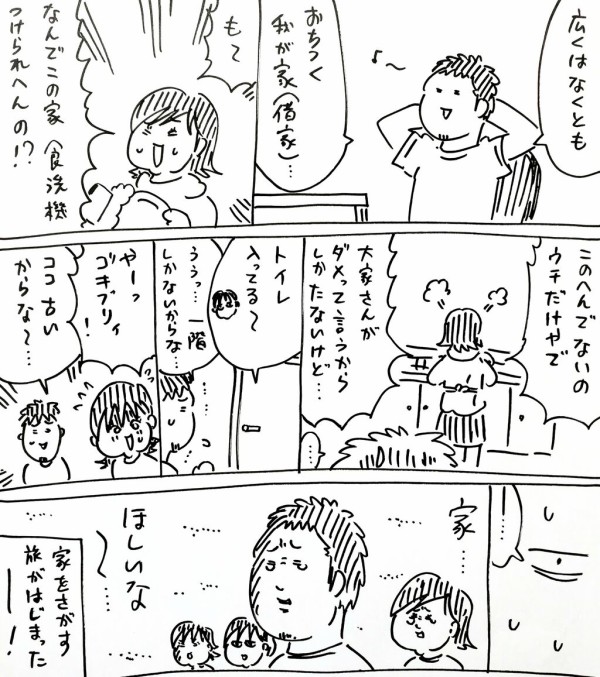 広くはなくとも
♪〜
おちつく
我が家(借家)…
も〜
なんでこの家 食洗機
つけられへんの!?
このへんでないの
ウチだけやで
大家さんが
ダメって言うから
しかたないけど…
…
トイレ
入ってる〜
ううっ…一階
しかないからな…
やーっ
ゴキブリィ
!
ココ古い
からな〜…
…
家…
ほしいな
〜…
家をさがす
旅がはじまった
ー!